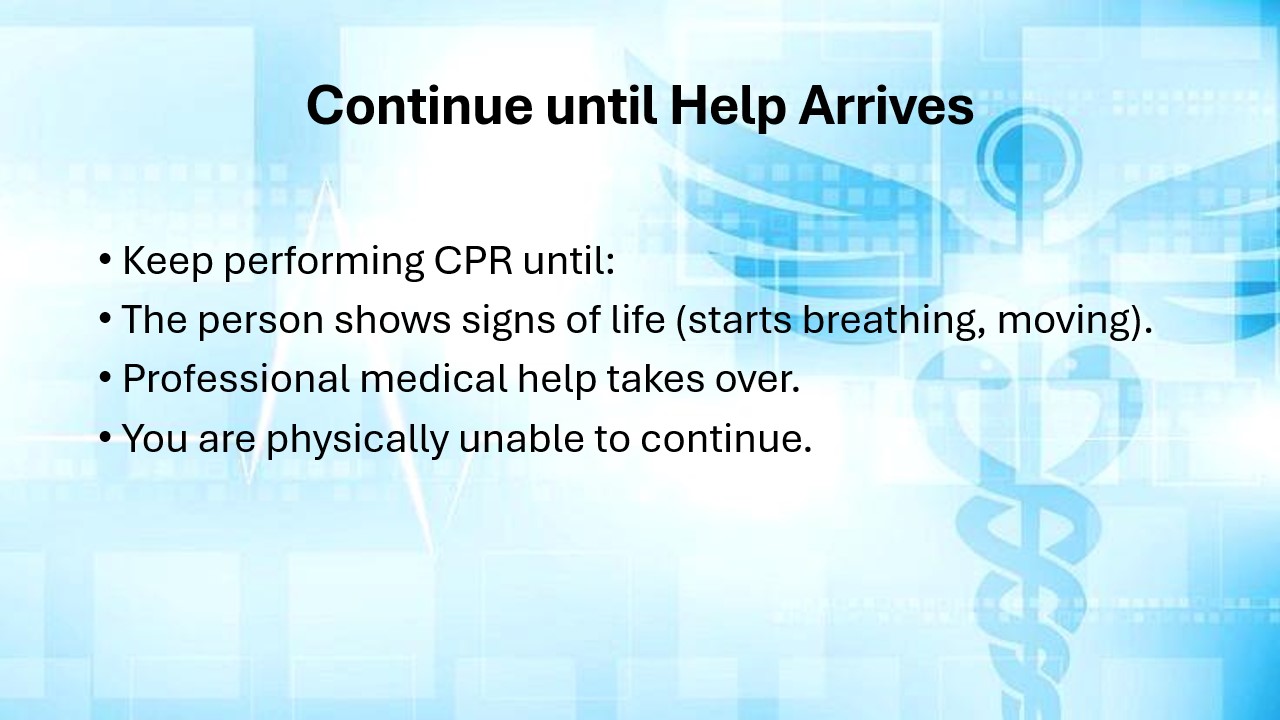 Continue until Help Arrives
• Keep performing CPR until:
• The person shows signs of life (starts breathing, moving).
• Professional medical help takes over.
• You are physically unable to continue.